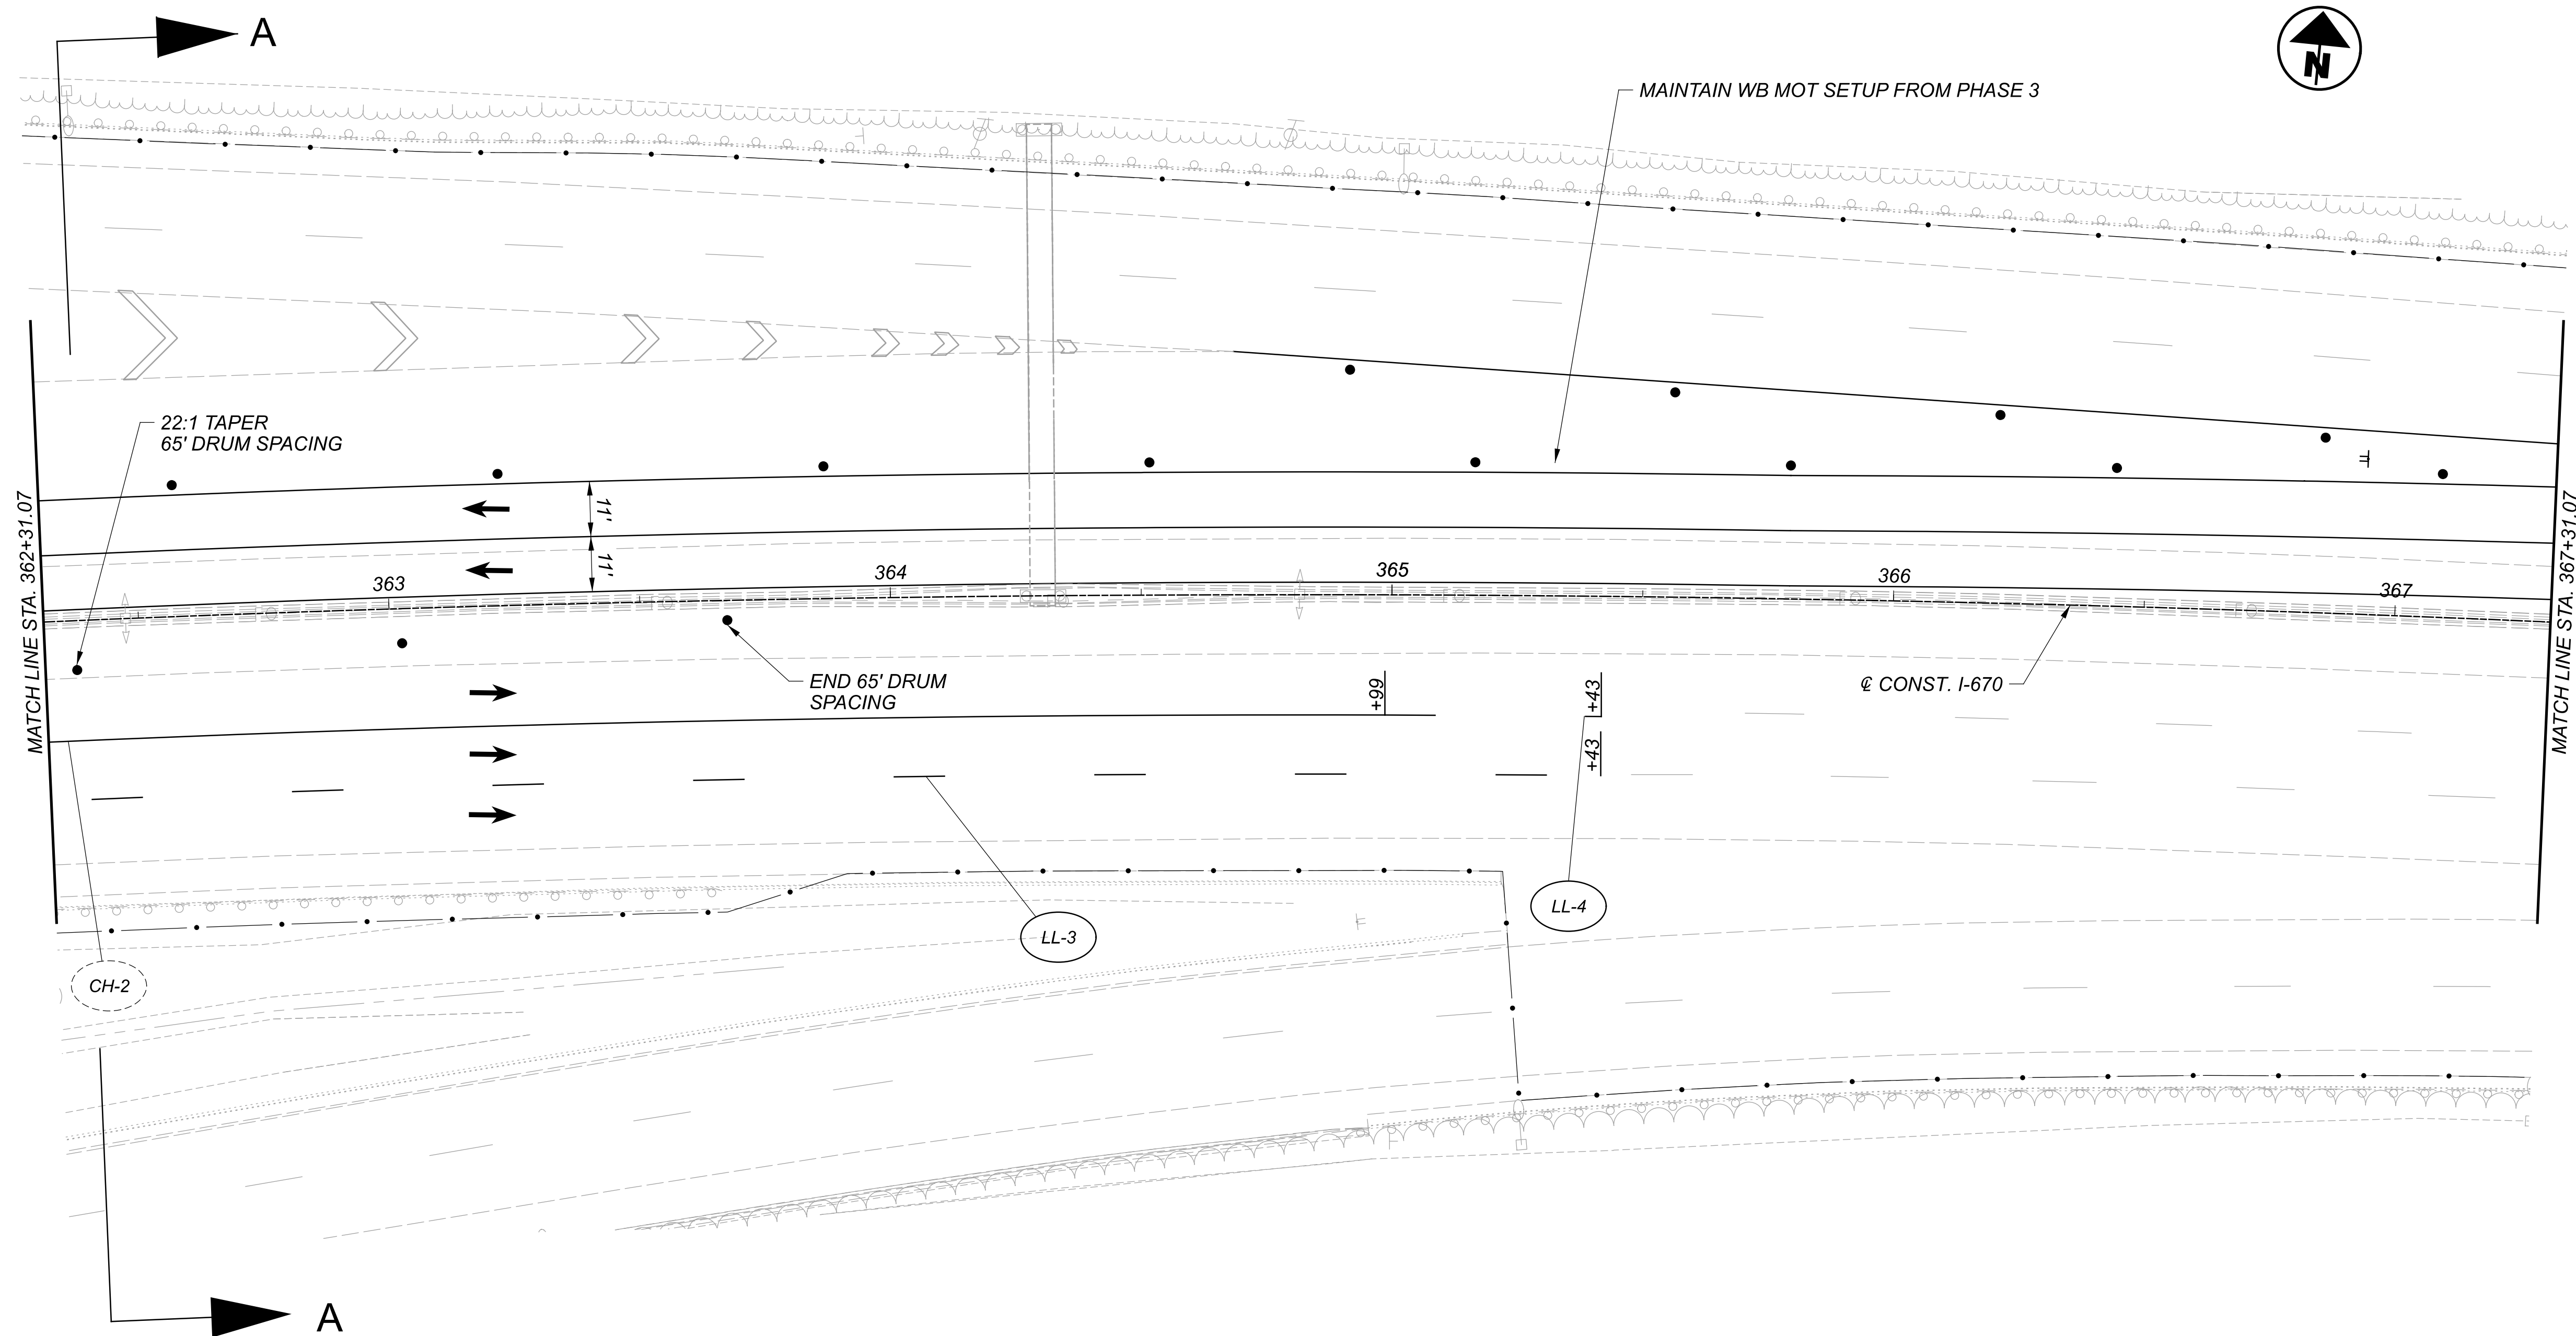 A
N
MAINTAIN WB MOT SETUP FROM PHASE 3
22:1 TAPER
65' DRUM SPACING
MATCH LINE STA. 362+31.07
MATCH LINE STA. 367+31.07
11'
11'
363
364
365
366
367
END 65' DRUM
SPACING
+99
+43
+43
℄ CONST. I-670
LL-4
LL-3
CH-2
A